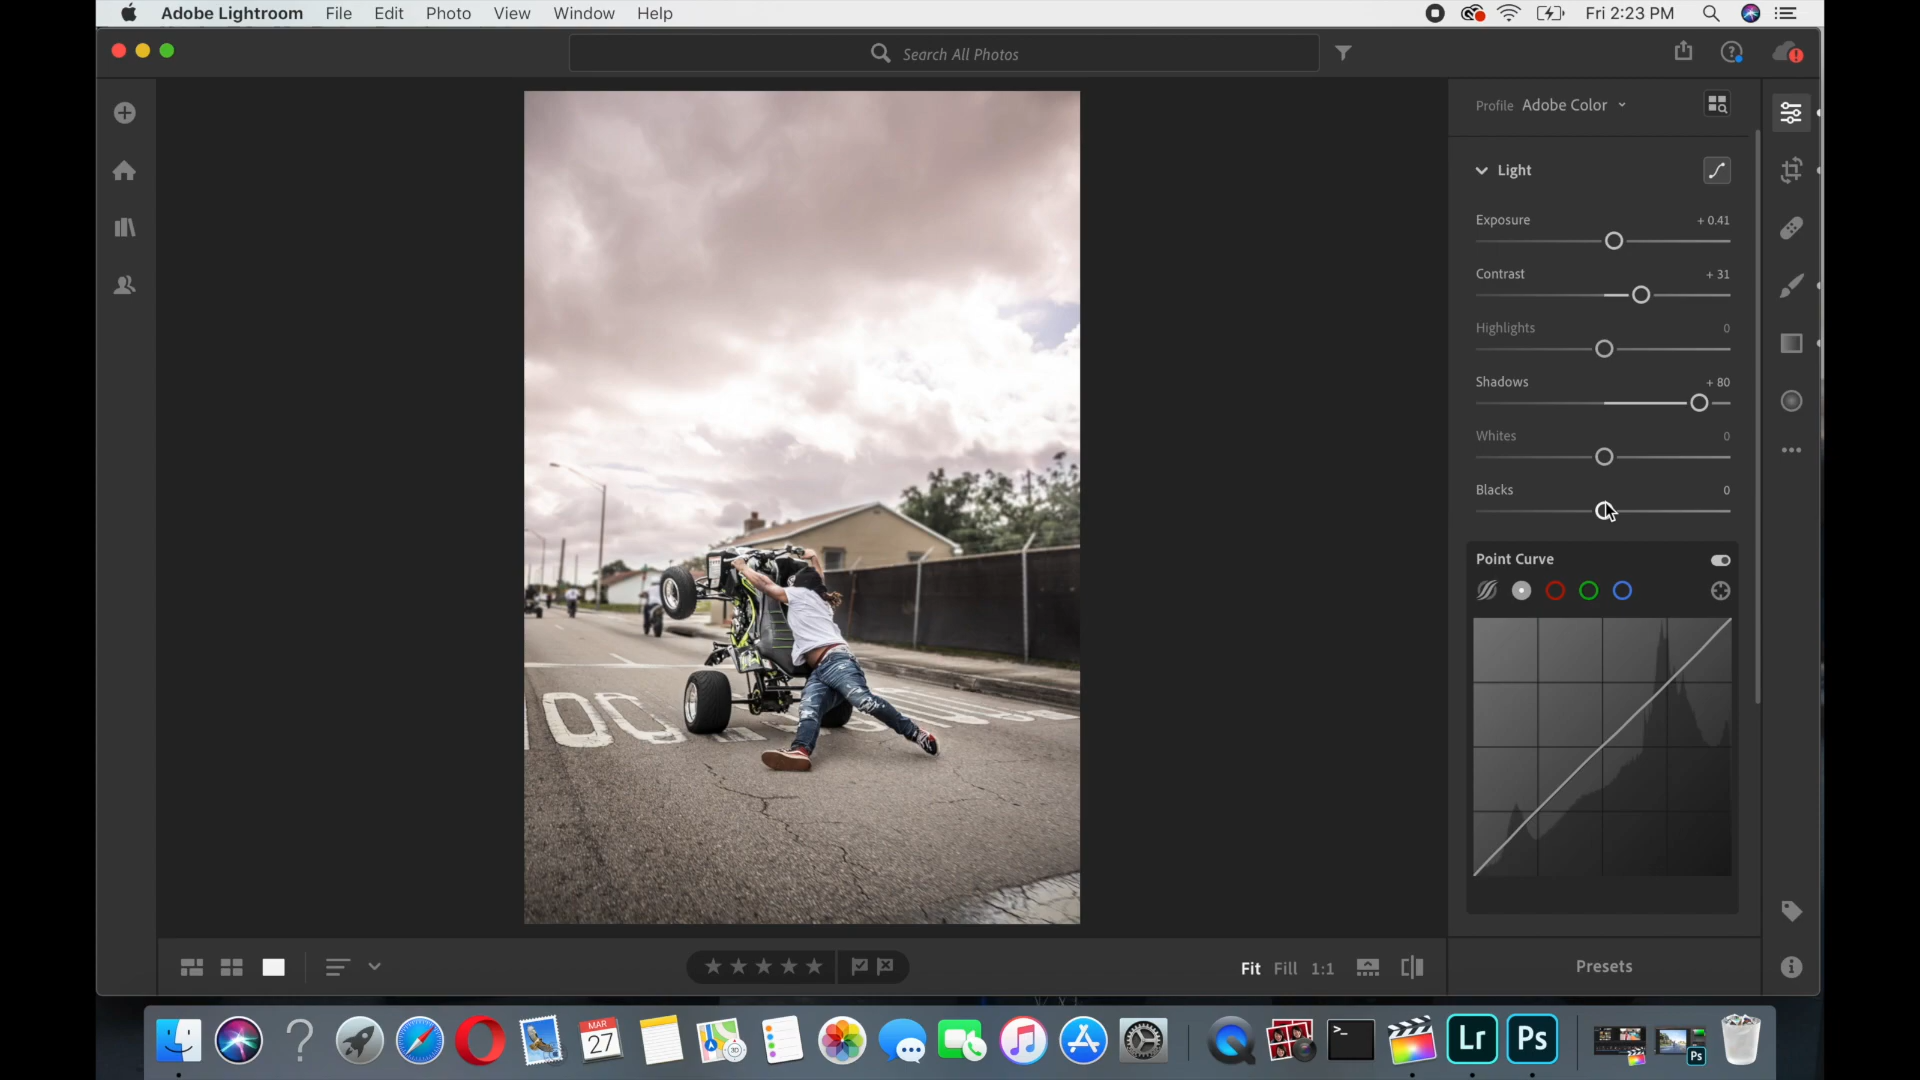 Adobe Lightroom File Edit Photo View Window Help Fri 2:23 PM
Search All Photos
Profile Adobe Color
Light
Exposure + 0.41
Contrast + 31
Highlights 0
Shadows + 80
Whites 0
Blacks 0
Point Curve
Fit Fill 1:1
Presets
MAR
27
3D
>_
Lr
Ps
Ps